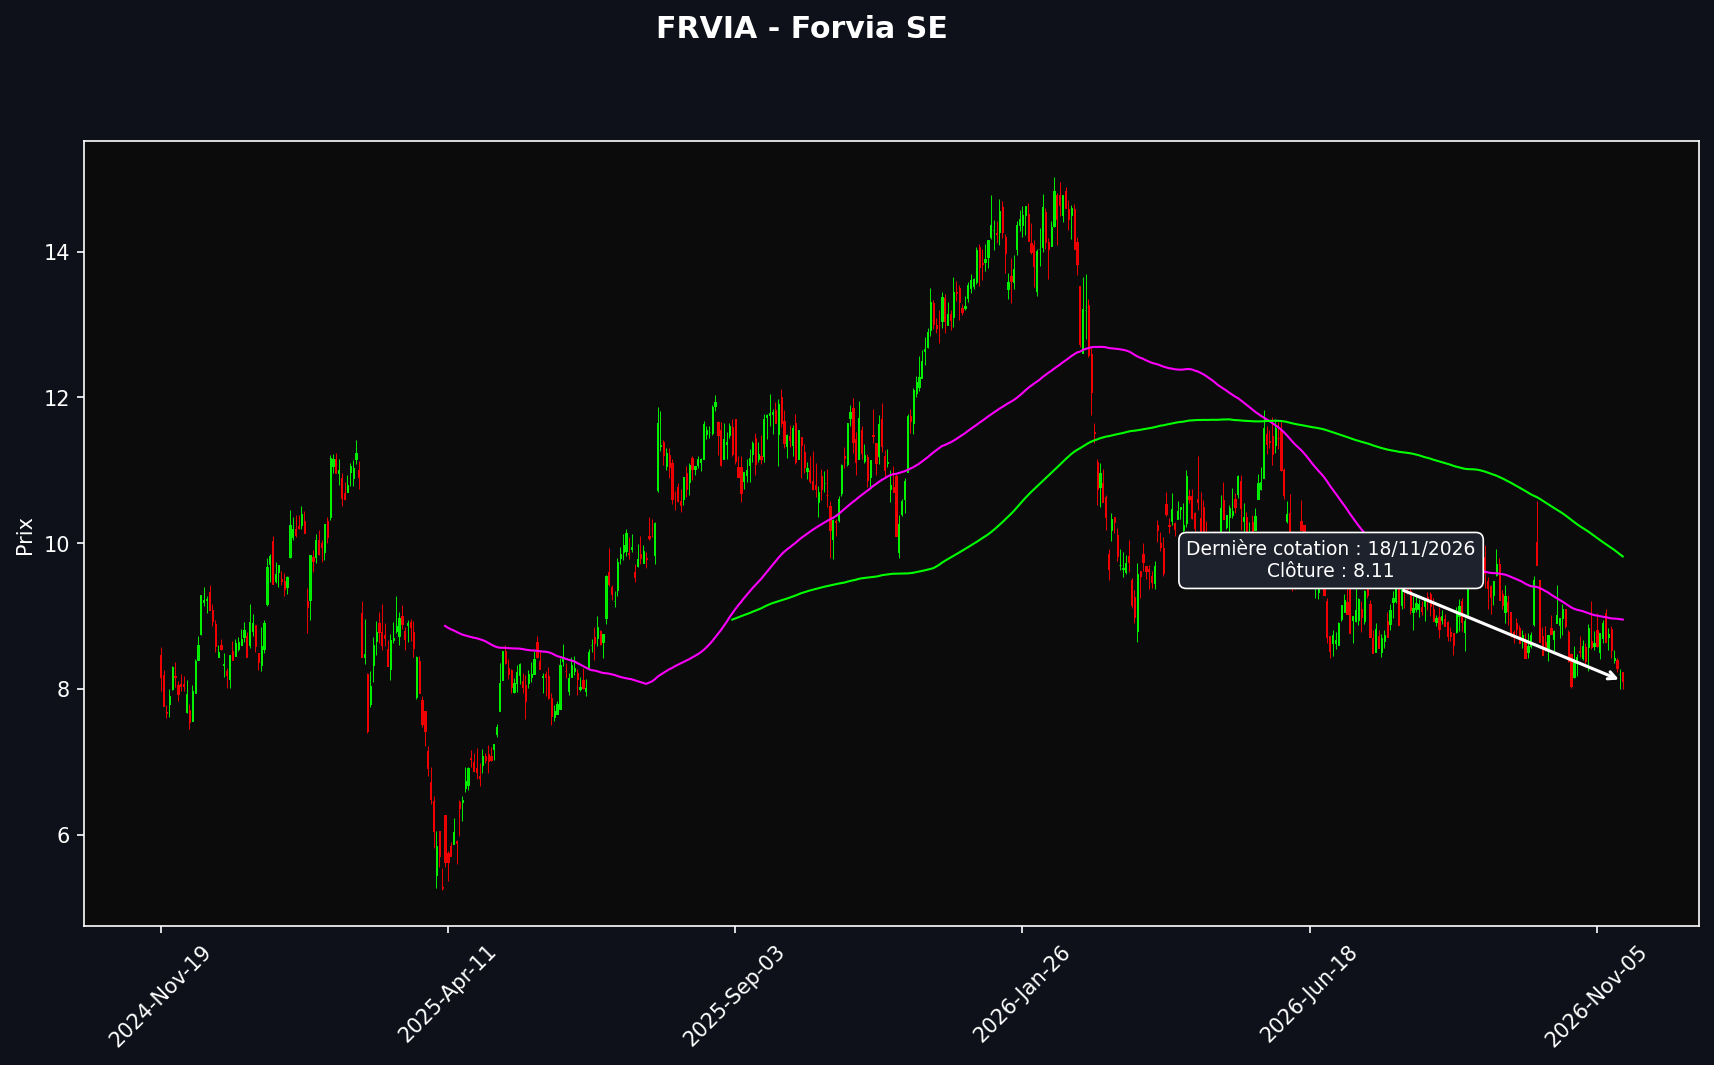 FRVIA - Forvia SE
Prix
14
12
10
8
6
Dernière cotation : 18/11/2026
Clôture : 8.11
2024-Nov-19
2025-Apr-11
2025-Sep-03
2026-Jan-26
2026-Jun-18
2026-Nov-05